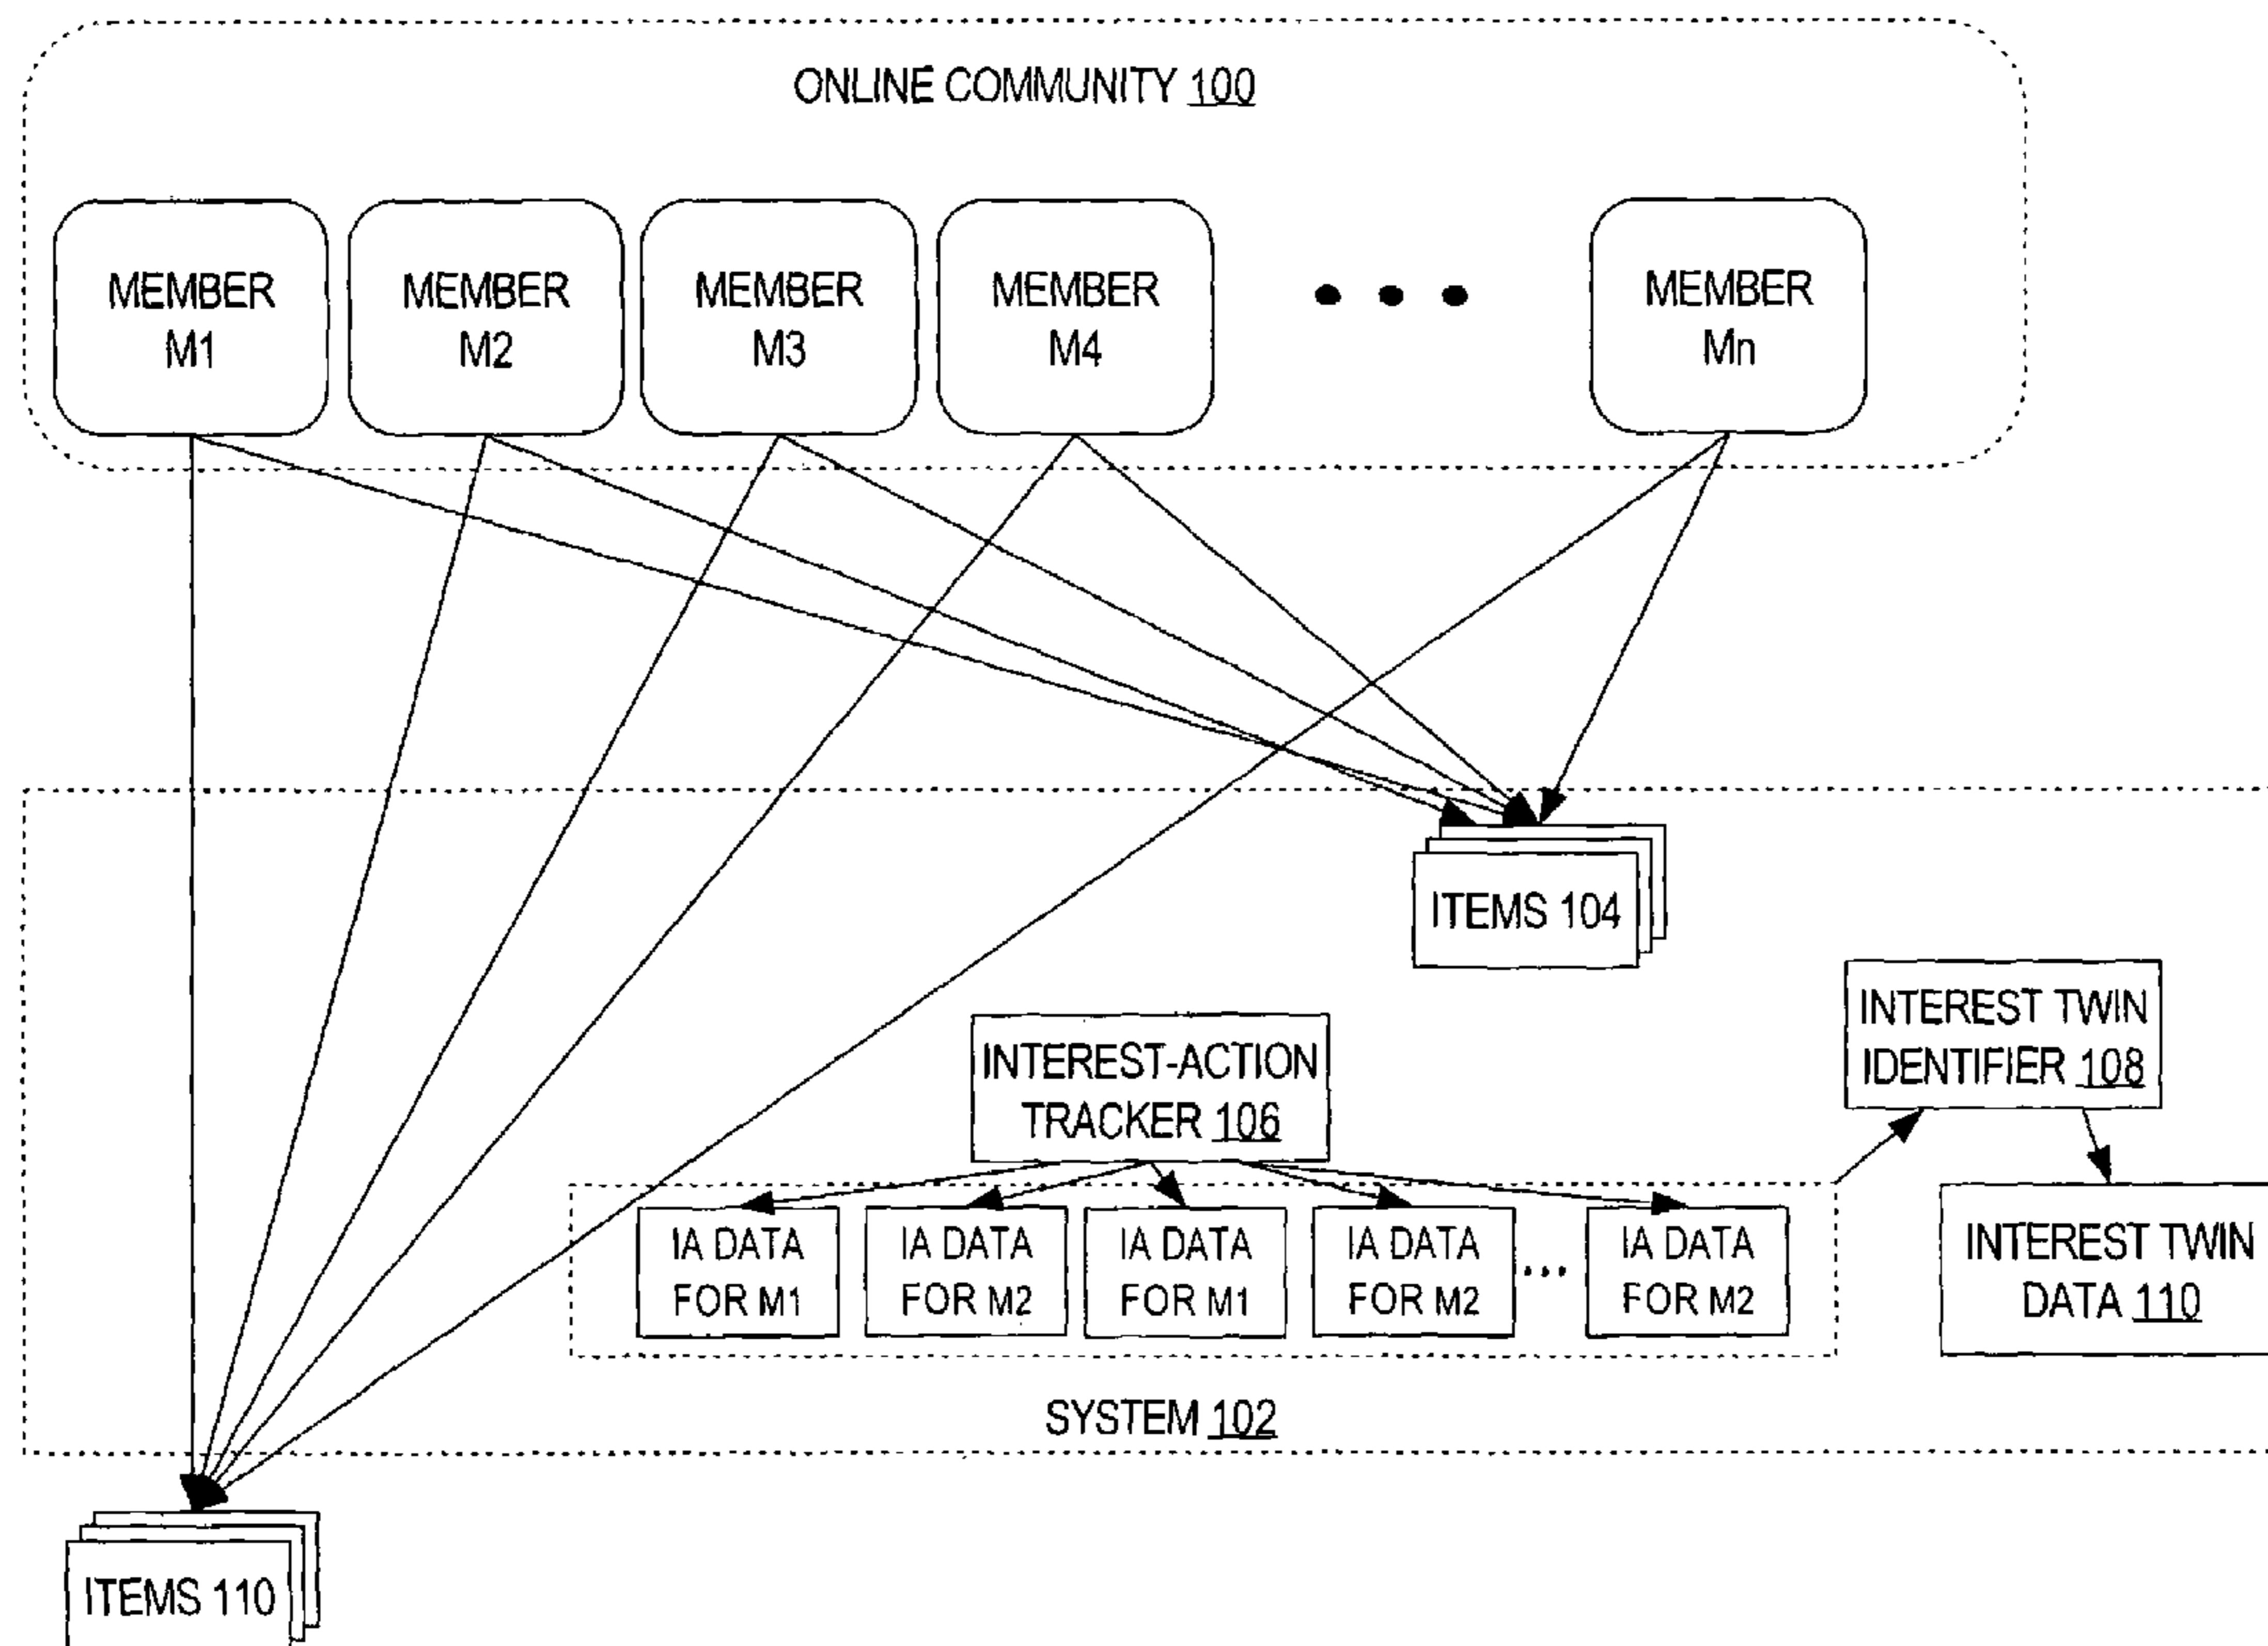 ONLINE COMMUNITY 100
MEMBER
M1
MEMBER
M2
MEMBER
M3
MEMBER
M4
MEMBER
Mn
ITEMS 104
INTEREST TWIN
IDENTIFIER 108
INTEREST-ACTION
TRACKER 106
IA DATA
FOR M1
IA DATA
FOR M2
IA DATA
FOR M1
IA DATA
FOR M2
...
IA DATA
FOR M2
INTEREST TWIN
DATA 110
SYSTEM 102
ITEMS 110